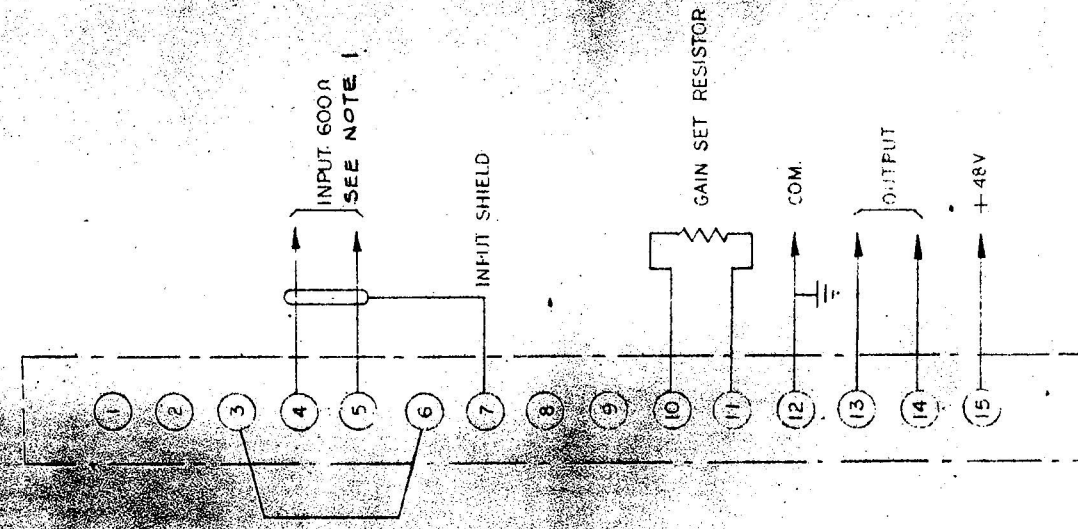 1
2
3
4
5
6
7
8
9
10
11
12
13
14
15
INPUT 600Ω
SEE NOTE 1
INPUT SHIELD
GAIN SET RESISTOR
COM.
OUTPUT
+48V